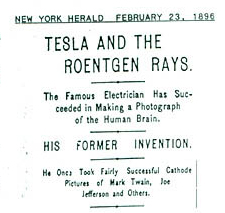 NEW YORK HERALD FEBRUARY 23, 1896
TESLA AND THE
ROENTGEN RAYS.
The Famous Electrician Has Suc-
ceeded in Making a Photograph
of the Human Brain.
HIS FORMER INVENTION.
He Once Took Fairly Successful Cathode
Pictures of Mark Twain, Joe
Jefferson and Others.